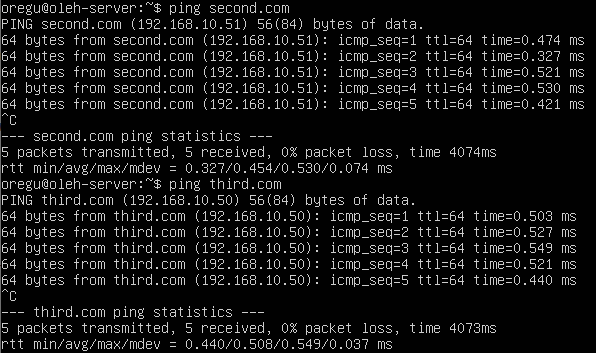 oregu@oleh-server:~$ ping second.com
PING second.com (192.168.10.51) 56(84) bytes of data.
64 bytes from second.com (192.168.10.51): icmp_seq=1 ttl=64 time=0.474 ms
64 bytes from second.com (192.168.10.51): icmp_seq=2 ttl=64 time=0.327 ms
64 bytes from second.com (192.168.10.51): icmp_seq=3 ttl=64 time=0.521 ms
64 bytes from second.com (192.168.10.51): icmp_seq=4 ttl=64 time=0.530 ms
64 bytes from second.com (192.168.10.51): icmp_seq=5 ttl=64 time=0.421 ms
^C
--- second.com ping statistics ---
5 packets transmitted, 5 received, 0% packet loss, time 4074ms
rtt min/avg/max/mdev = 0.327/0.454/0.530/0.074 ms
oregu@oleh-server:~$ ping third.com
PING third.com (192.168.10.50) 56(84) bytes of data.
64 bytes from third.com (192.168.10.50): icmp_seq=1 ttl=64 time=0.503 ms
64 bytes from third.com (192.168.10.50): icmp_seq=2 ttl=64 time=0.527 ms
64 bytes from third.com (192.168.10.50): icmp_seq=3 ttl=64 time=0.549 ms
64 bytes from third.com (192.168.10.50): icmp_seq=4 ttl=64 time=0.521 ms
64 bytes from third.com (192.168.10.50): icmp_seq=5 ttl=64 time=0.440 ms
^C
--- third.com ping statistics ---
5 packets transmitted, 5 received, 0% packet loss, time 4073ms
rtt min/avg/max/mdev = 0.440/0.508/0.549/0.037 ms